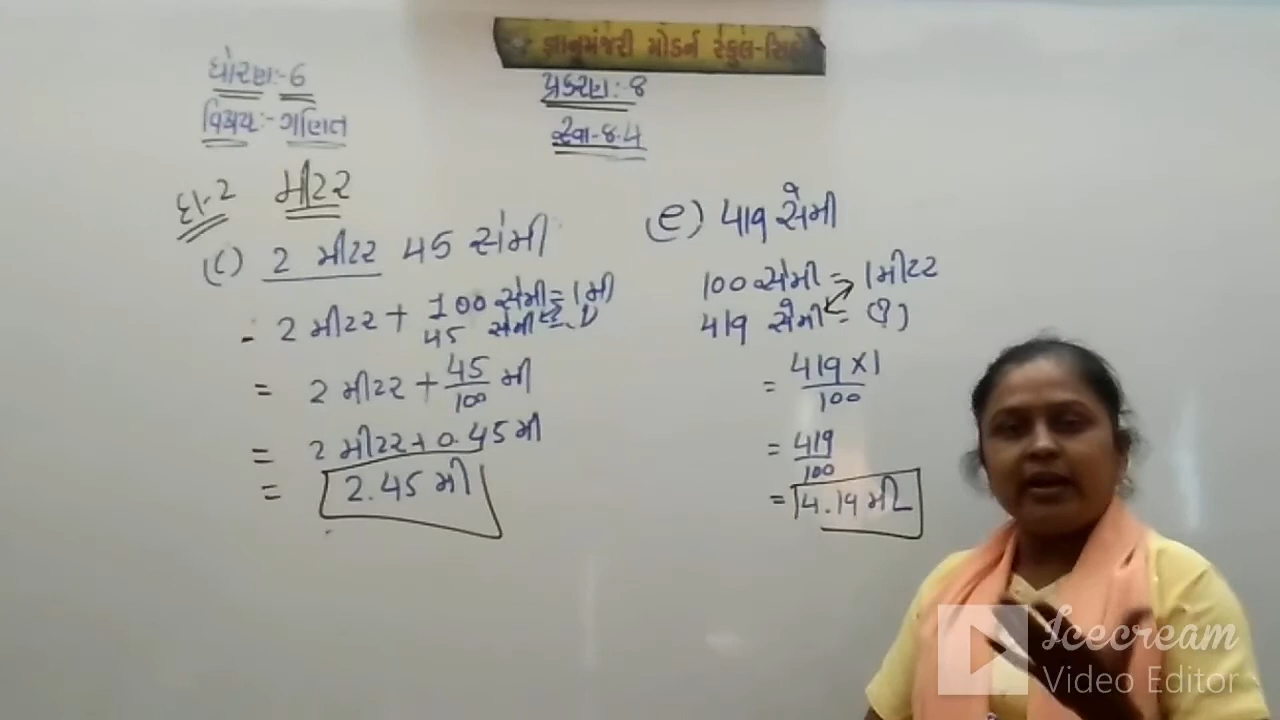 જ્ઞાનમંજરી મોડર્ન સ્કુલ-સિહો
ધોરણ:-6
વિષય:- ગણિત
પ્રકરણ:-8
સ્વા-8.4
દા-2 મીટર
(C) 2 મીટર 45 સેમી
- 2 મીટર + 100 સેમી = 1 મી
45 સેમી = (?)
= 2 મીટર + 45/100 મી
= 2 મીટર + 0.45 મી
= 2.45 મી
(e) 419 સેમી
100 સેમી = 1 મીટર
419 સેમી = (?)
= 419 × 1/100
= 419/100
= 4.19 મી
Icecream
Video Editor